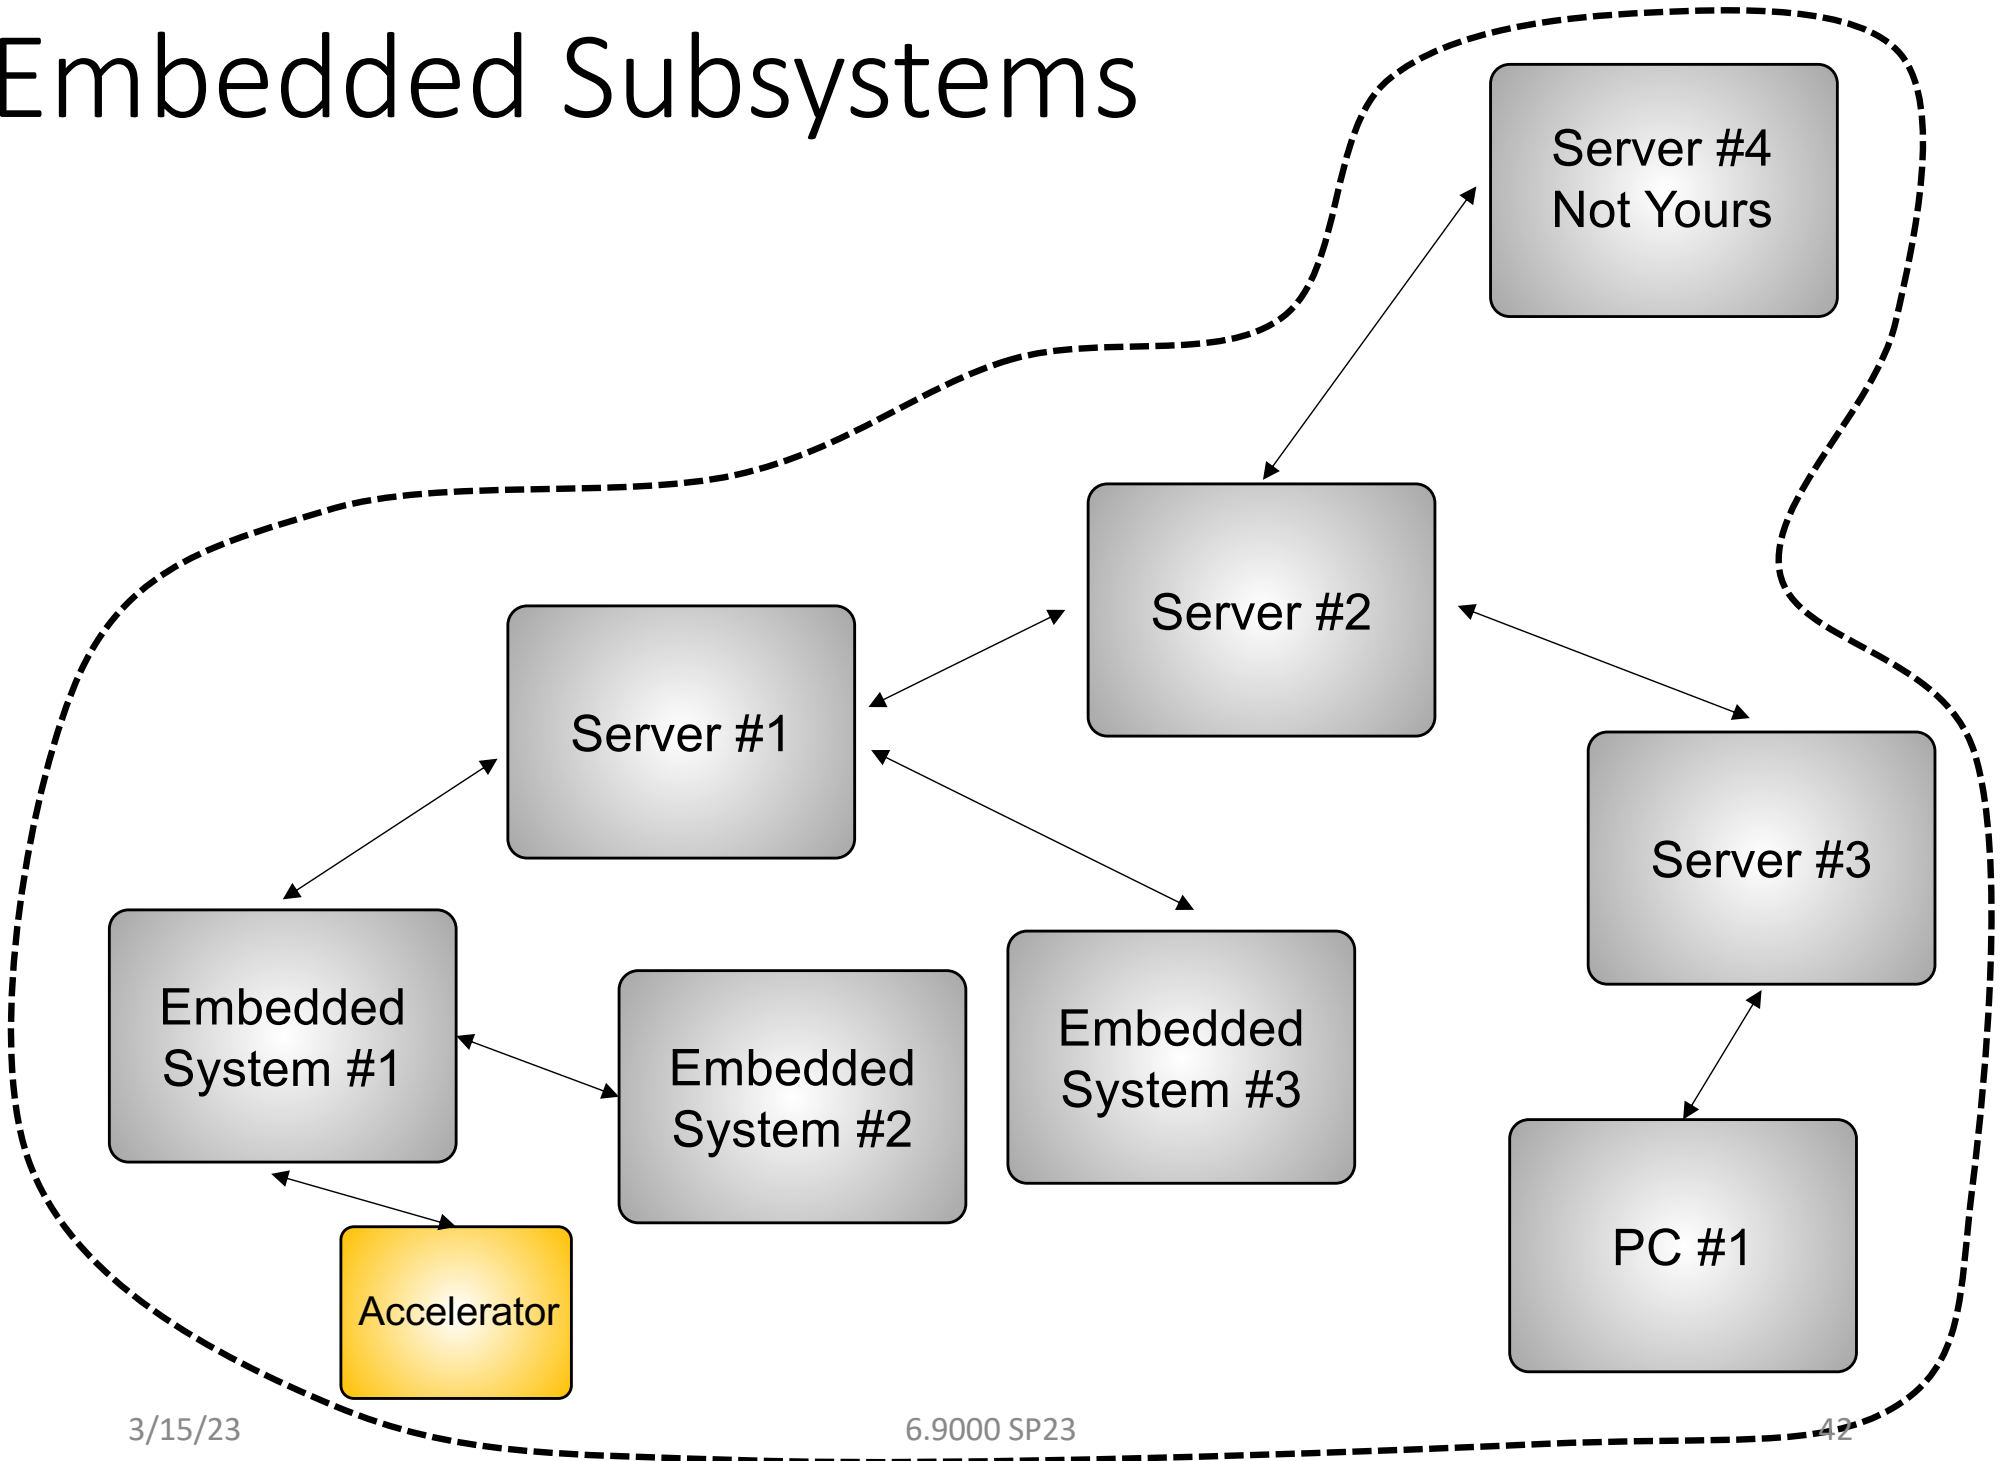 Embedded Subsystems
Server #4
Not Yours
Server #2
Server #1
Server #3
Embedded
System #1
Embedded
System #2
Embedded
System #3
PC #1
Accelerator
3/15/23
6.9000 SP23
42